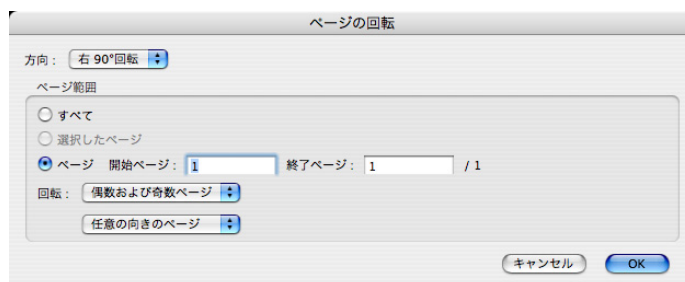 ページの回転
方向： 右 90°回転
ページ範囲
すべて
選択したページ
ページ 開始ページ： 1 終了ページ： 1 / 1
回転： 偶数および奇数ページ
任意の向きのページ
キャンセル OK